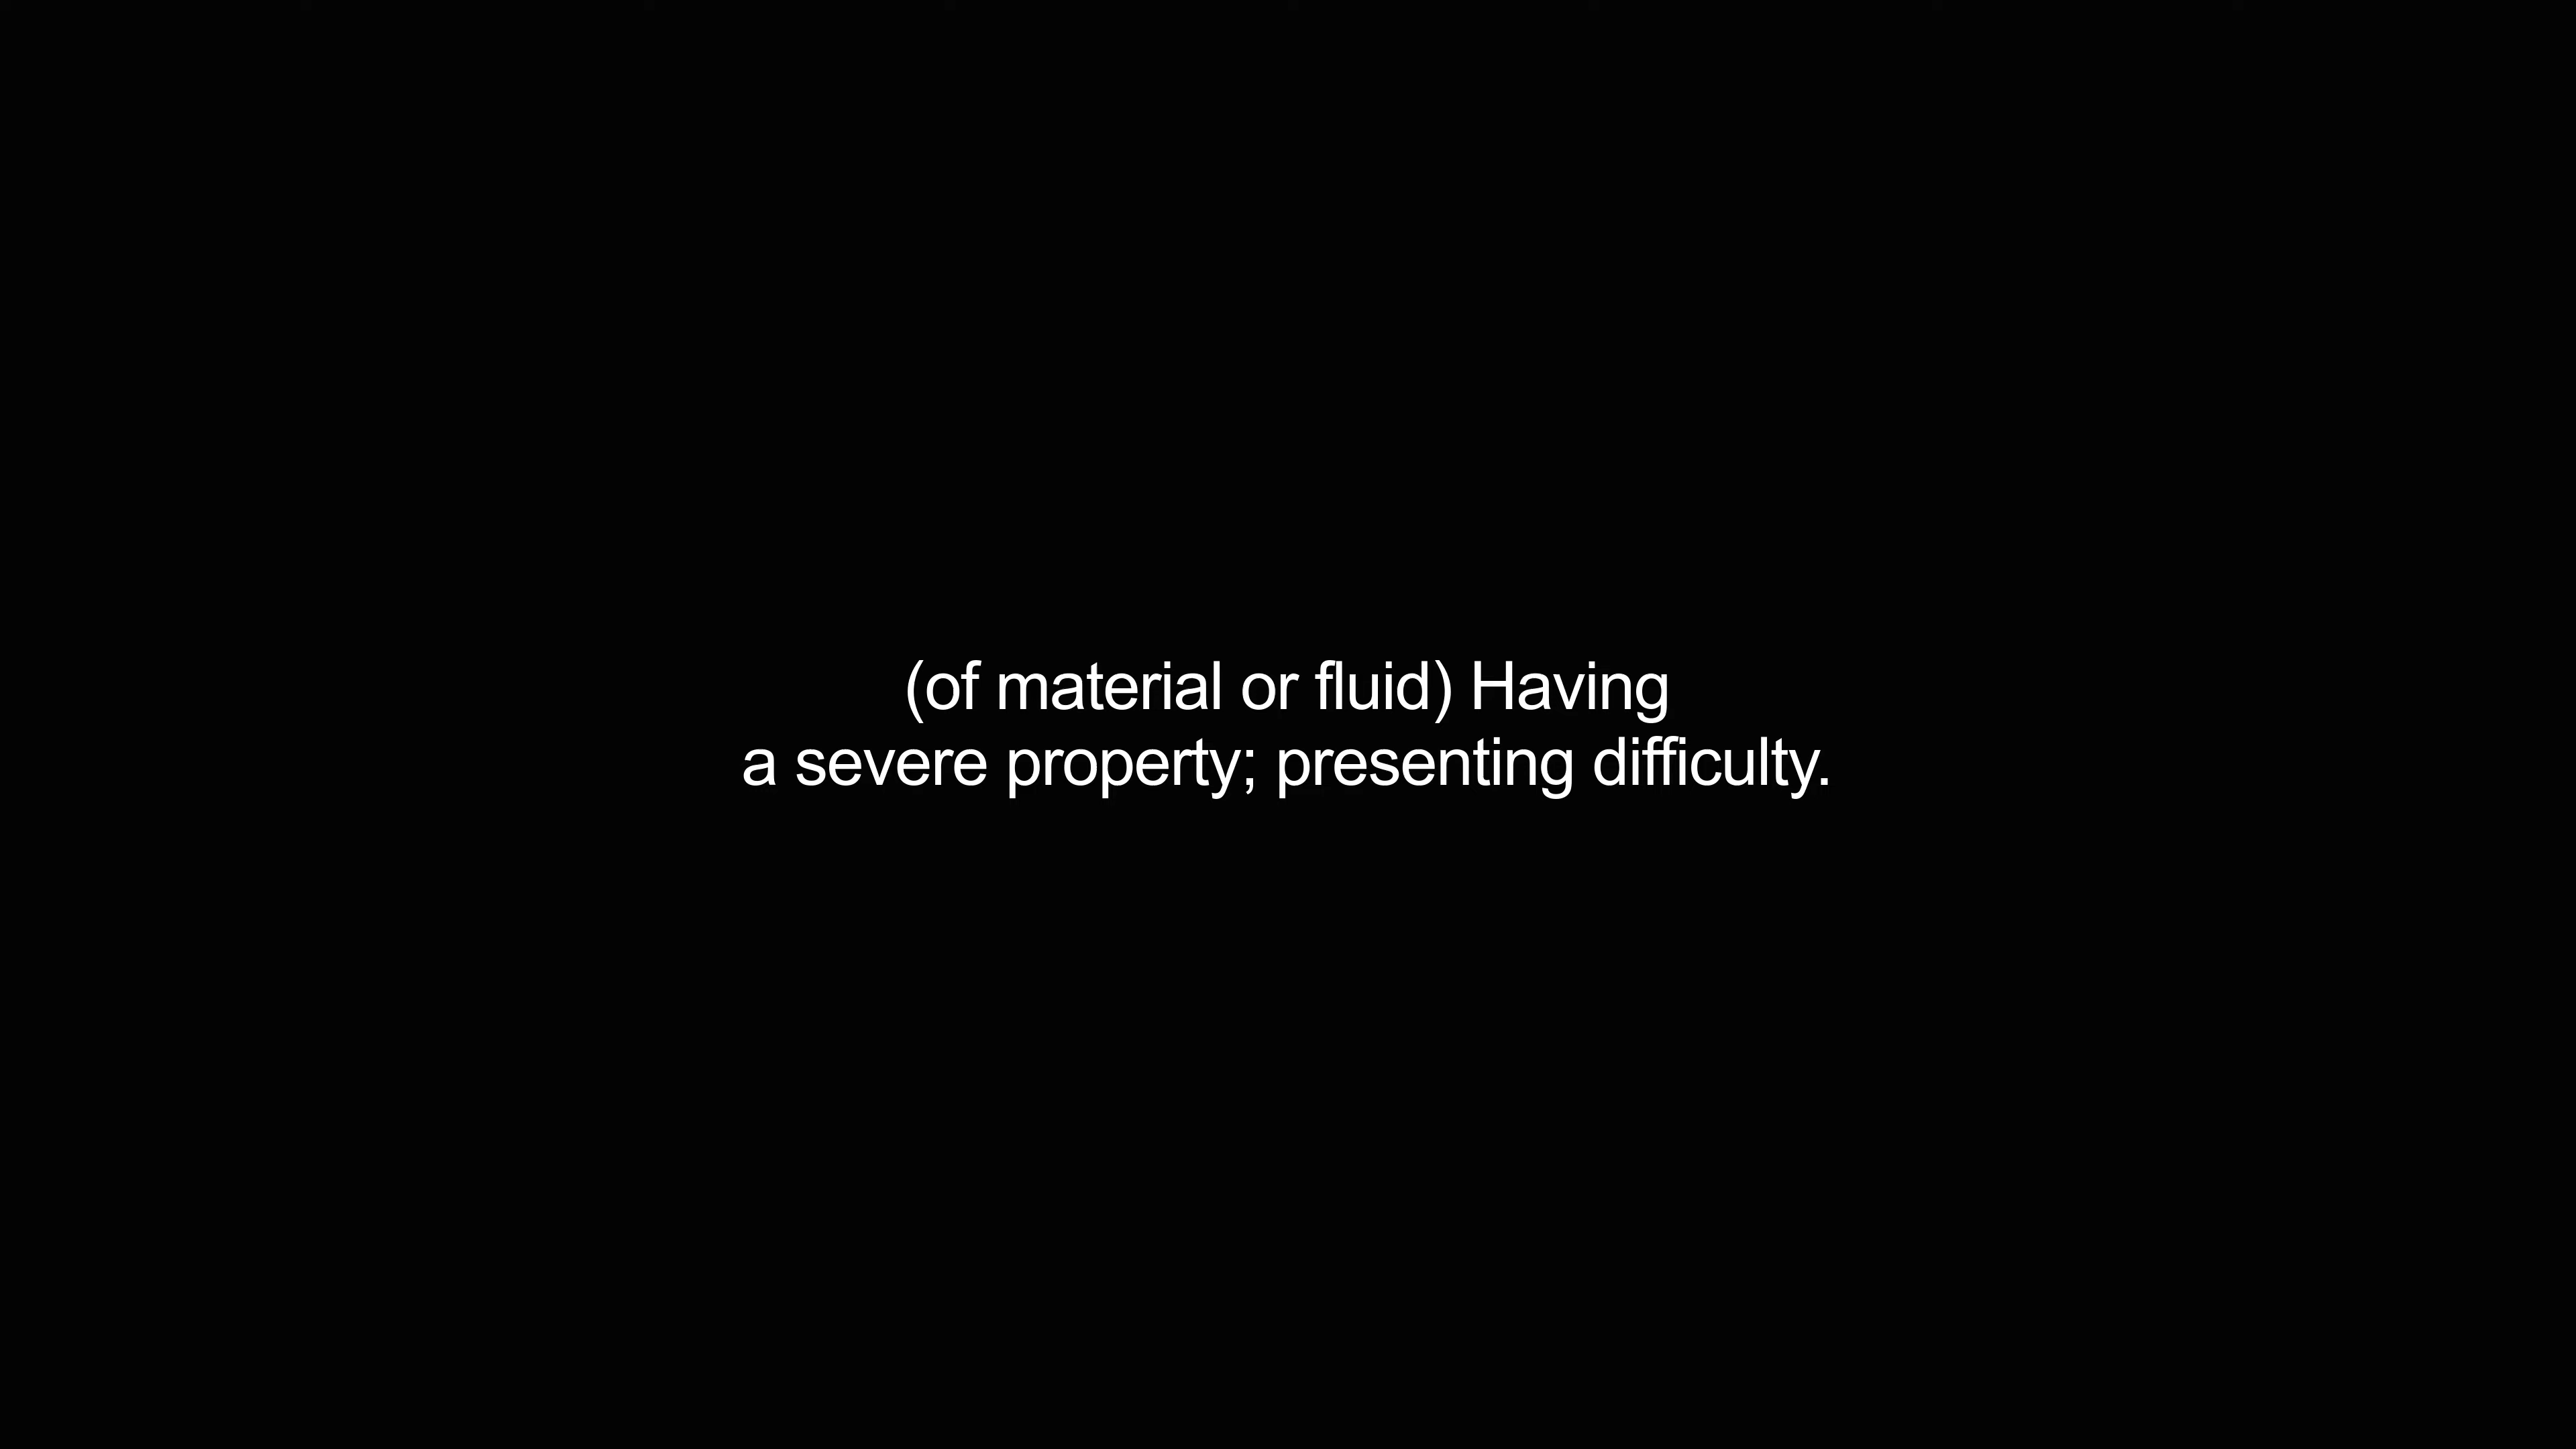 (of material or fluid) Having
a severe property; presenting difficulty.